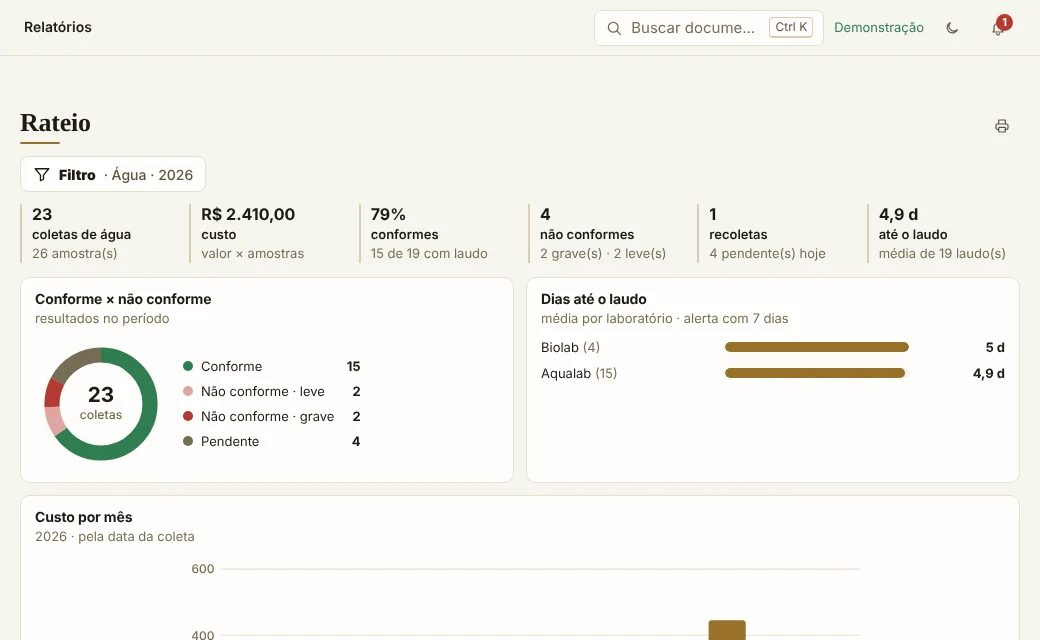 Relatórios
Buscar docume...
Ctrl K
Demonstração
1
Rateio
Filtro · Água · 2026
23
coletas de água
26 amostra(s)
R$ 2.410,00
custo
valor × amostras
79%
conformes
15 de 19 com laudo
4
não conformes
2 grave(s) · 2 leve(s)
1
recoletas
4 pendente(s) hoje
4,9 d
até o laudo
média de 19 laudo(s)
Conforme × não conforme
resultados no período
23
coletas
Conforme 15
Não conforme · leve 2
Não conforme · grave 2
Pendente 4
Dias até o laudo
média por laboratório · alerta com 7 dias
Biolab (4) 5 d
Aqualab (15) 4,9 d
Custo por mês
2026 · pela data da coleta
600
400